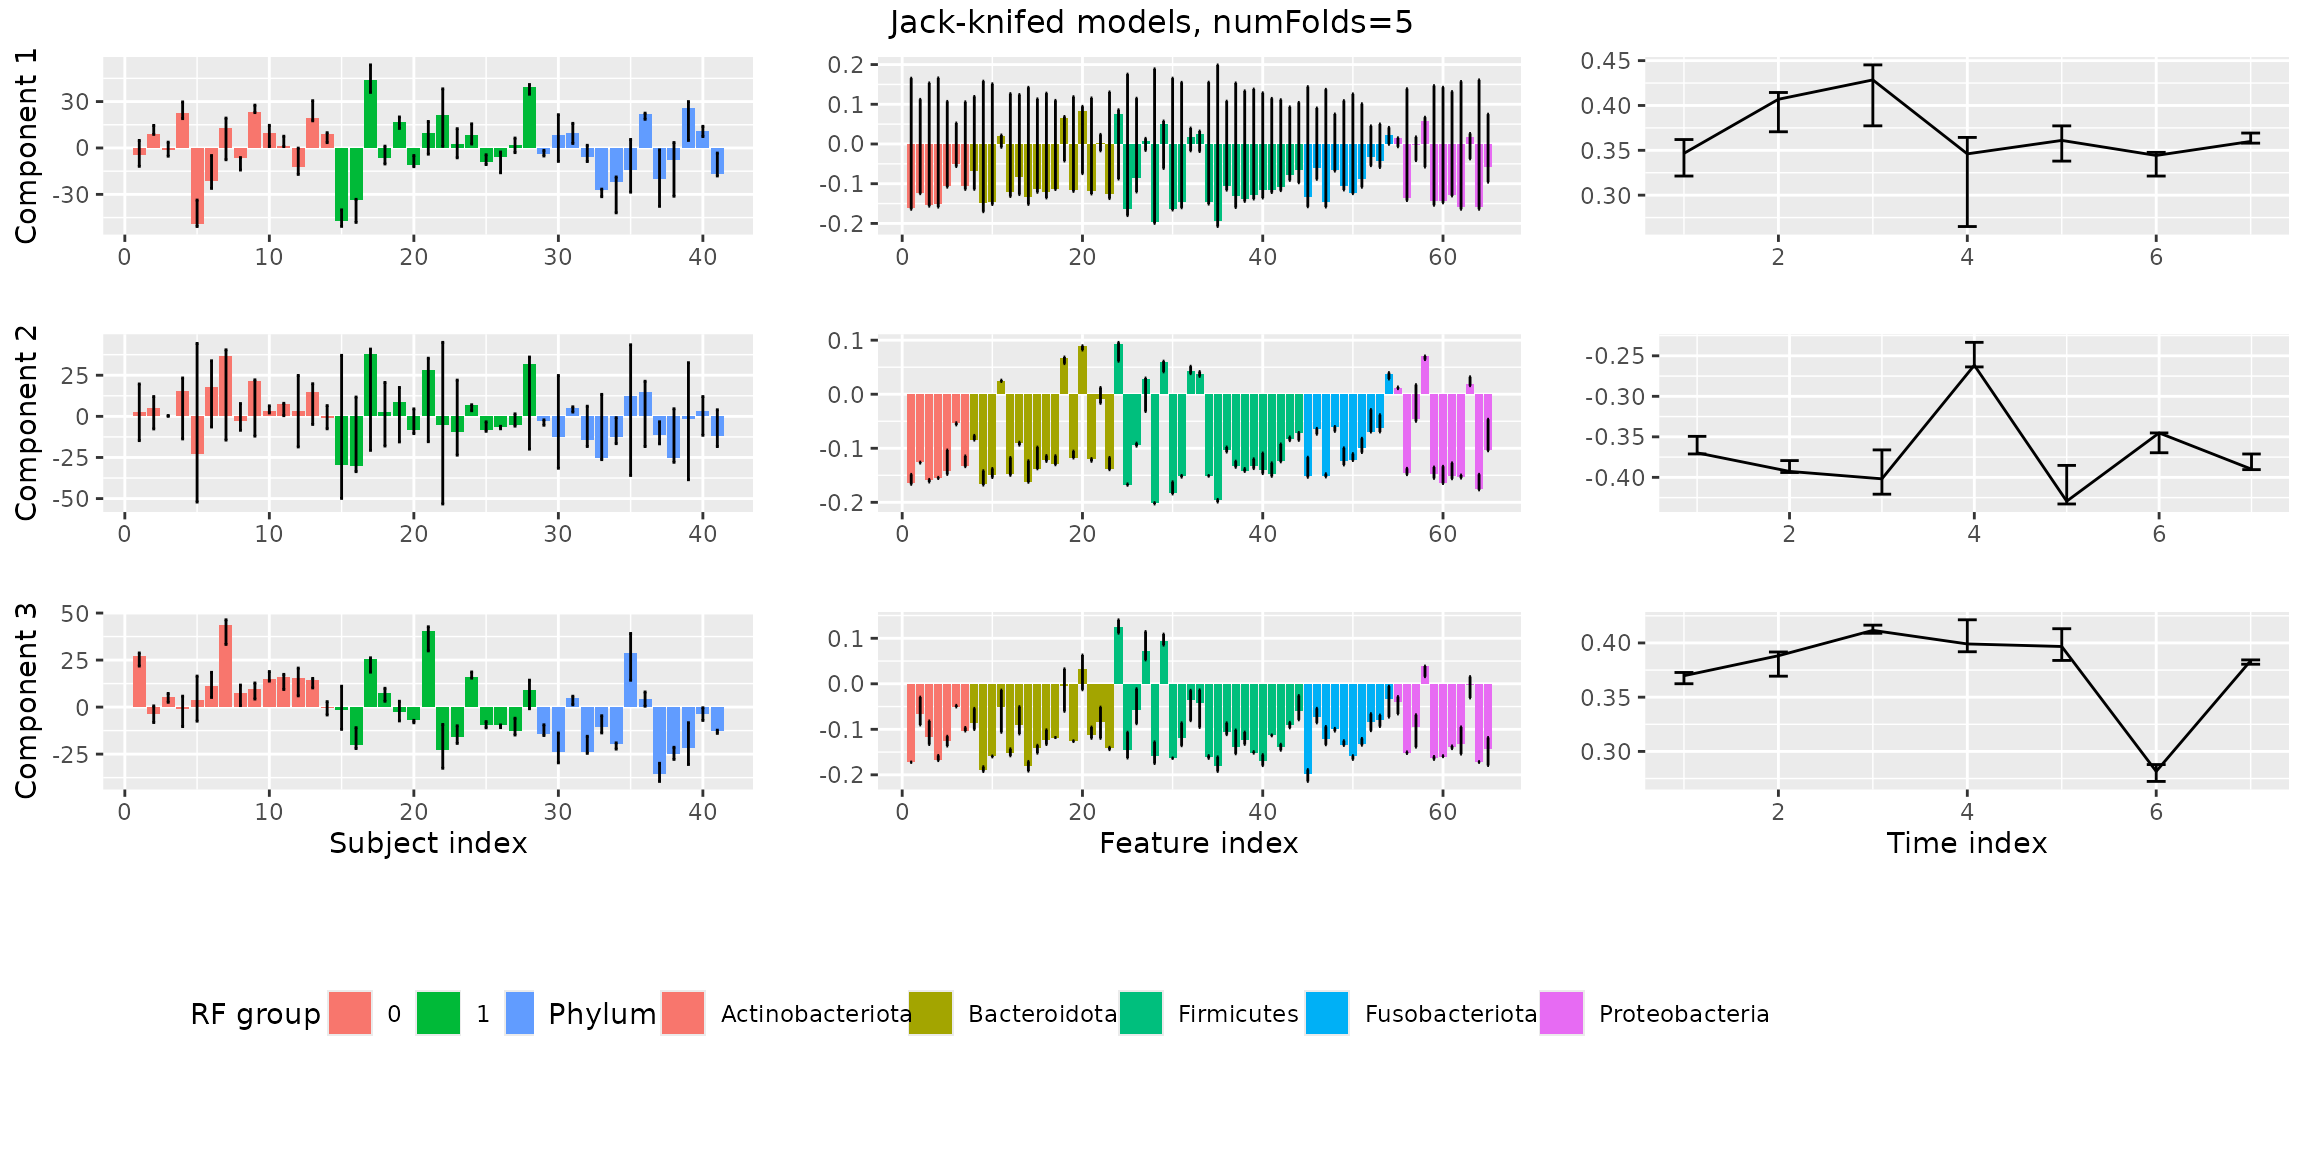 Jack-knifed models, numFolds=5
Component 1
30
0
-30
0 10 20 30 40
0.2
0.1
0.0
-0.1
-0.2
0 20 40 60
0.45
0.40
0.35
0.30
2 4 6
Component 2
25
0
-25
-50
0 10 20 30 40
0.1
0.0
-0.1
-0.2
0 20 40 60
-0.25
-0.30
-0.35
-0.40
2 4 6
Component 3
50
25
0
-25
0 10 20 30 40
Subject index
0.1
0.0
-0.1
-0.2
0 20 40 60
Feature index
0.40
0.35
0.30
2 4 6
Time index
RF group 0 1 Phylum Actinobacteriota Bacteroidota Firmicutes Fusobacteriota Proteobacteria